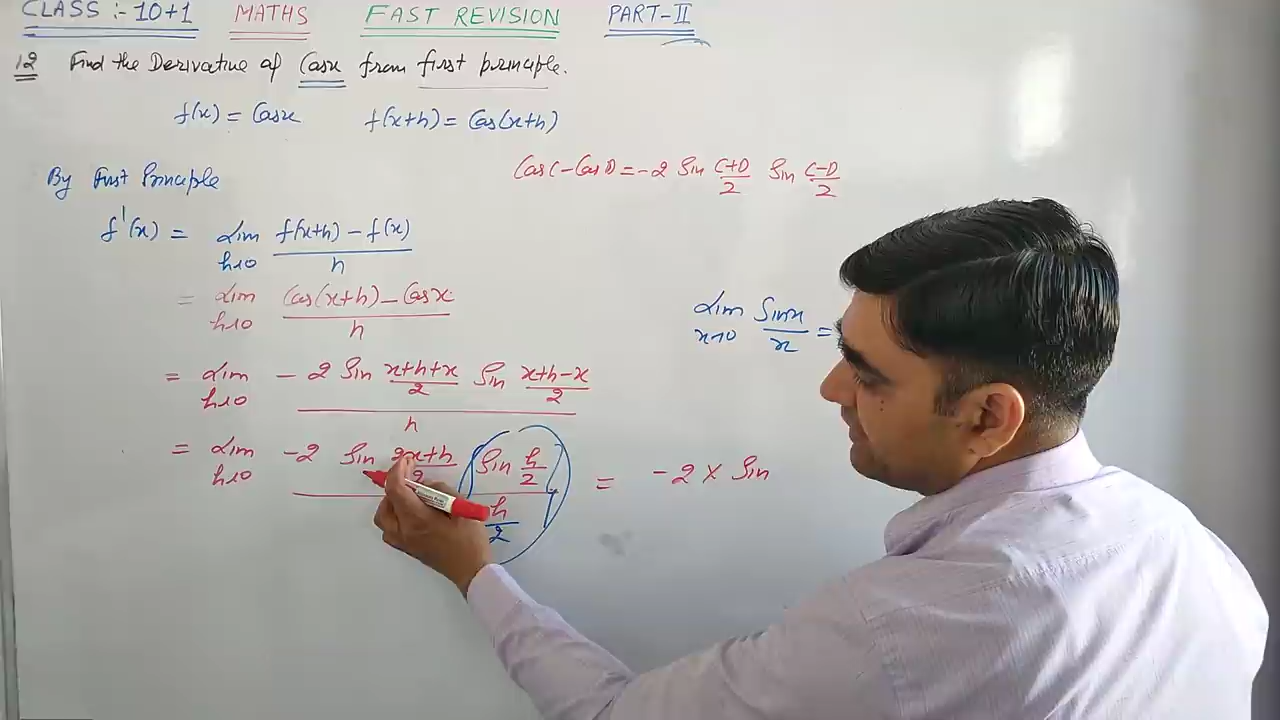 CLASS :- 10+1 MATHS FAST REVISION PART-II
12 Find the Derivative of Cosx from first principle.
f(x) = Cosx f(x+h) = Cos(x+h)
CosC-CosD = -2 Sin C+D/2 Sin C-D/2
By First Principle
f'(x) = Lim h→0 f(x+h) - f(x) / h
= Lim h→0 Cos(x+h) - Cosx / h
Lim x→0 Sinx / x =
= Lim h→0 - 2 Sin x+h+x/2 Sin x+h-x/2 / h
= Lim h→0 -2 Sin 2x+h/2 Sin h/2 / h/2 = -2 × Sin